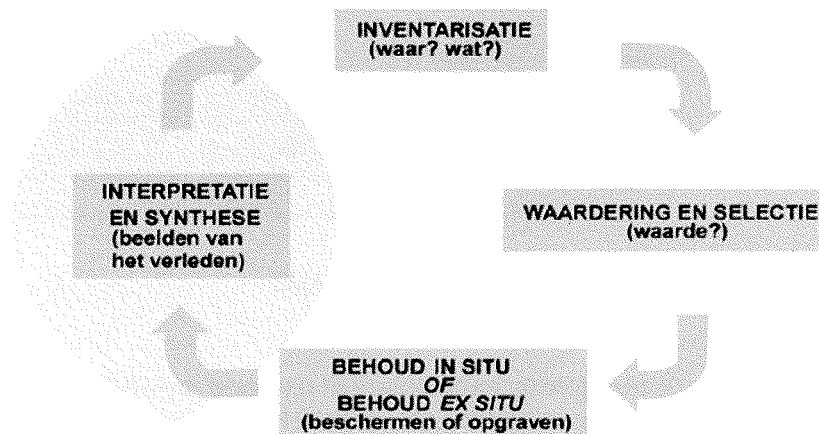 INVENTARISATIE
(waar? wat?)
WAARDERING EN SELECTIE
(waarde?)
BEHOUD IN SITU
OF
BEHOUD EX SITU
(beschermen of opgraven)
INTERPRETATIE
EN SYNTHESE
(beelden van
het verleden)